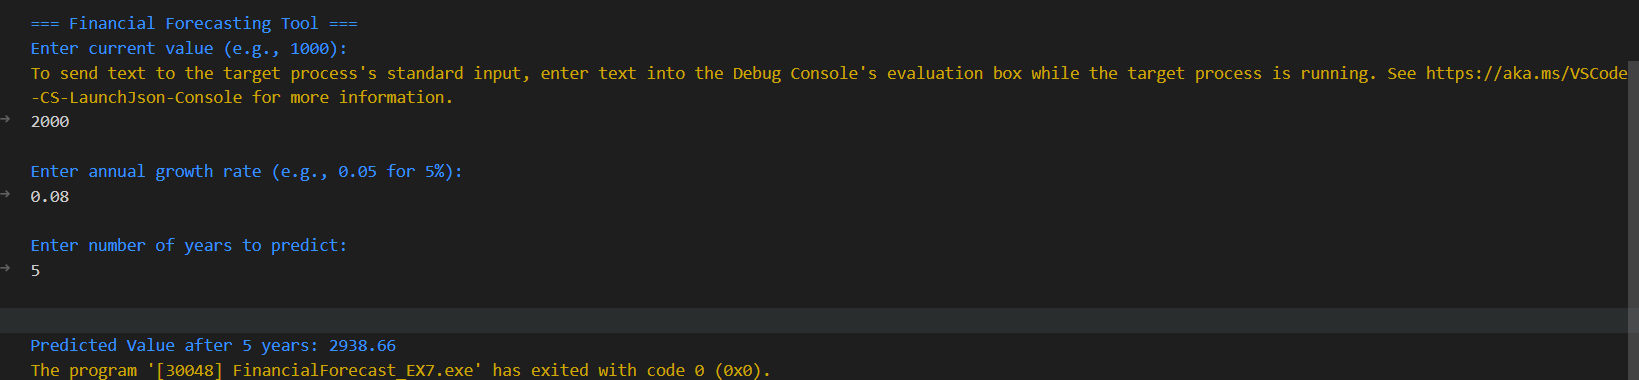 === Financial Forecasting Tool ===
Enter current value (e.g., 1000):
To send text to the target process's standard input, enter text into the Debug Console's evaluation box while the target process is running. See https://aka.ms/VSCode
-CS-LaunchJson-Console for more information.
2000
Enter annual growth rate (e.g., 0.05 for 5%):
0.08
Enter number of years to predict:
5
Predicted Value after 5 years: 2938.66
The program '[30048] FinancialForecast_EX7.exe' has exited with code 0 (0x0).